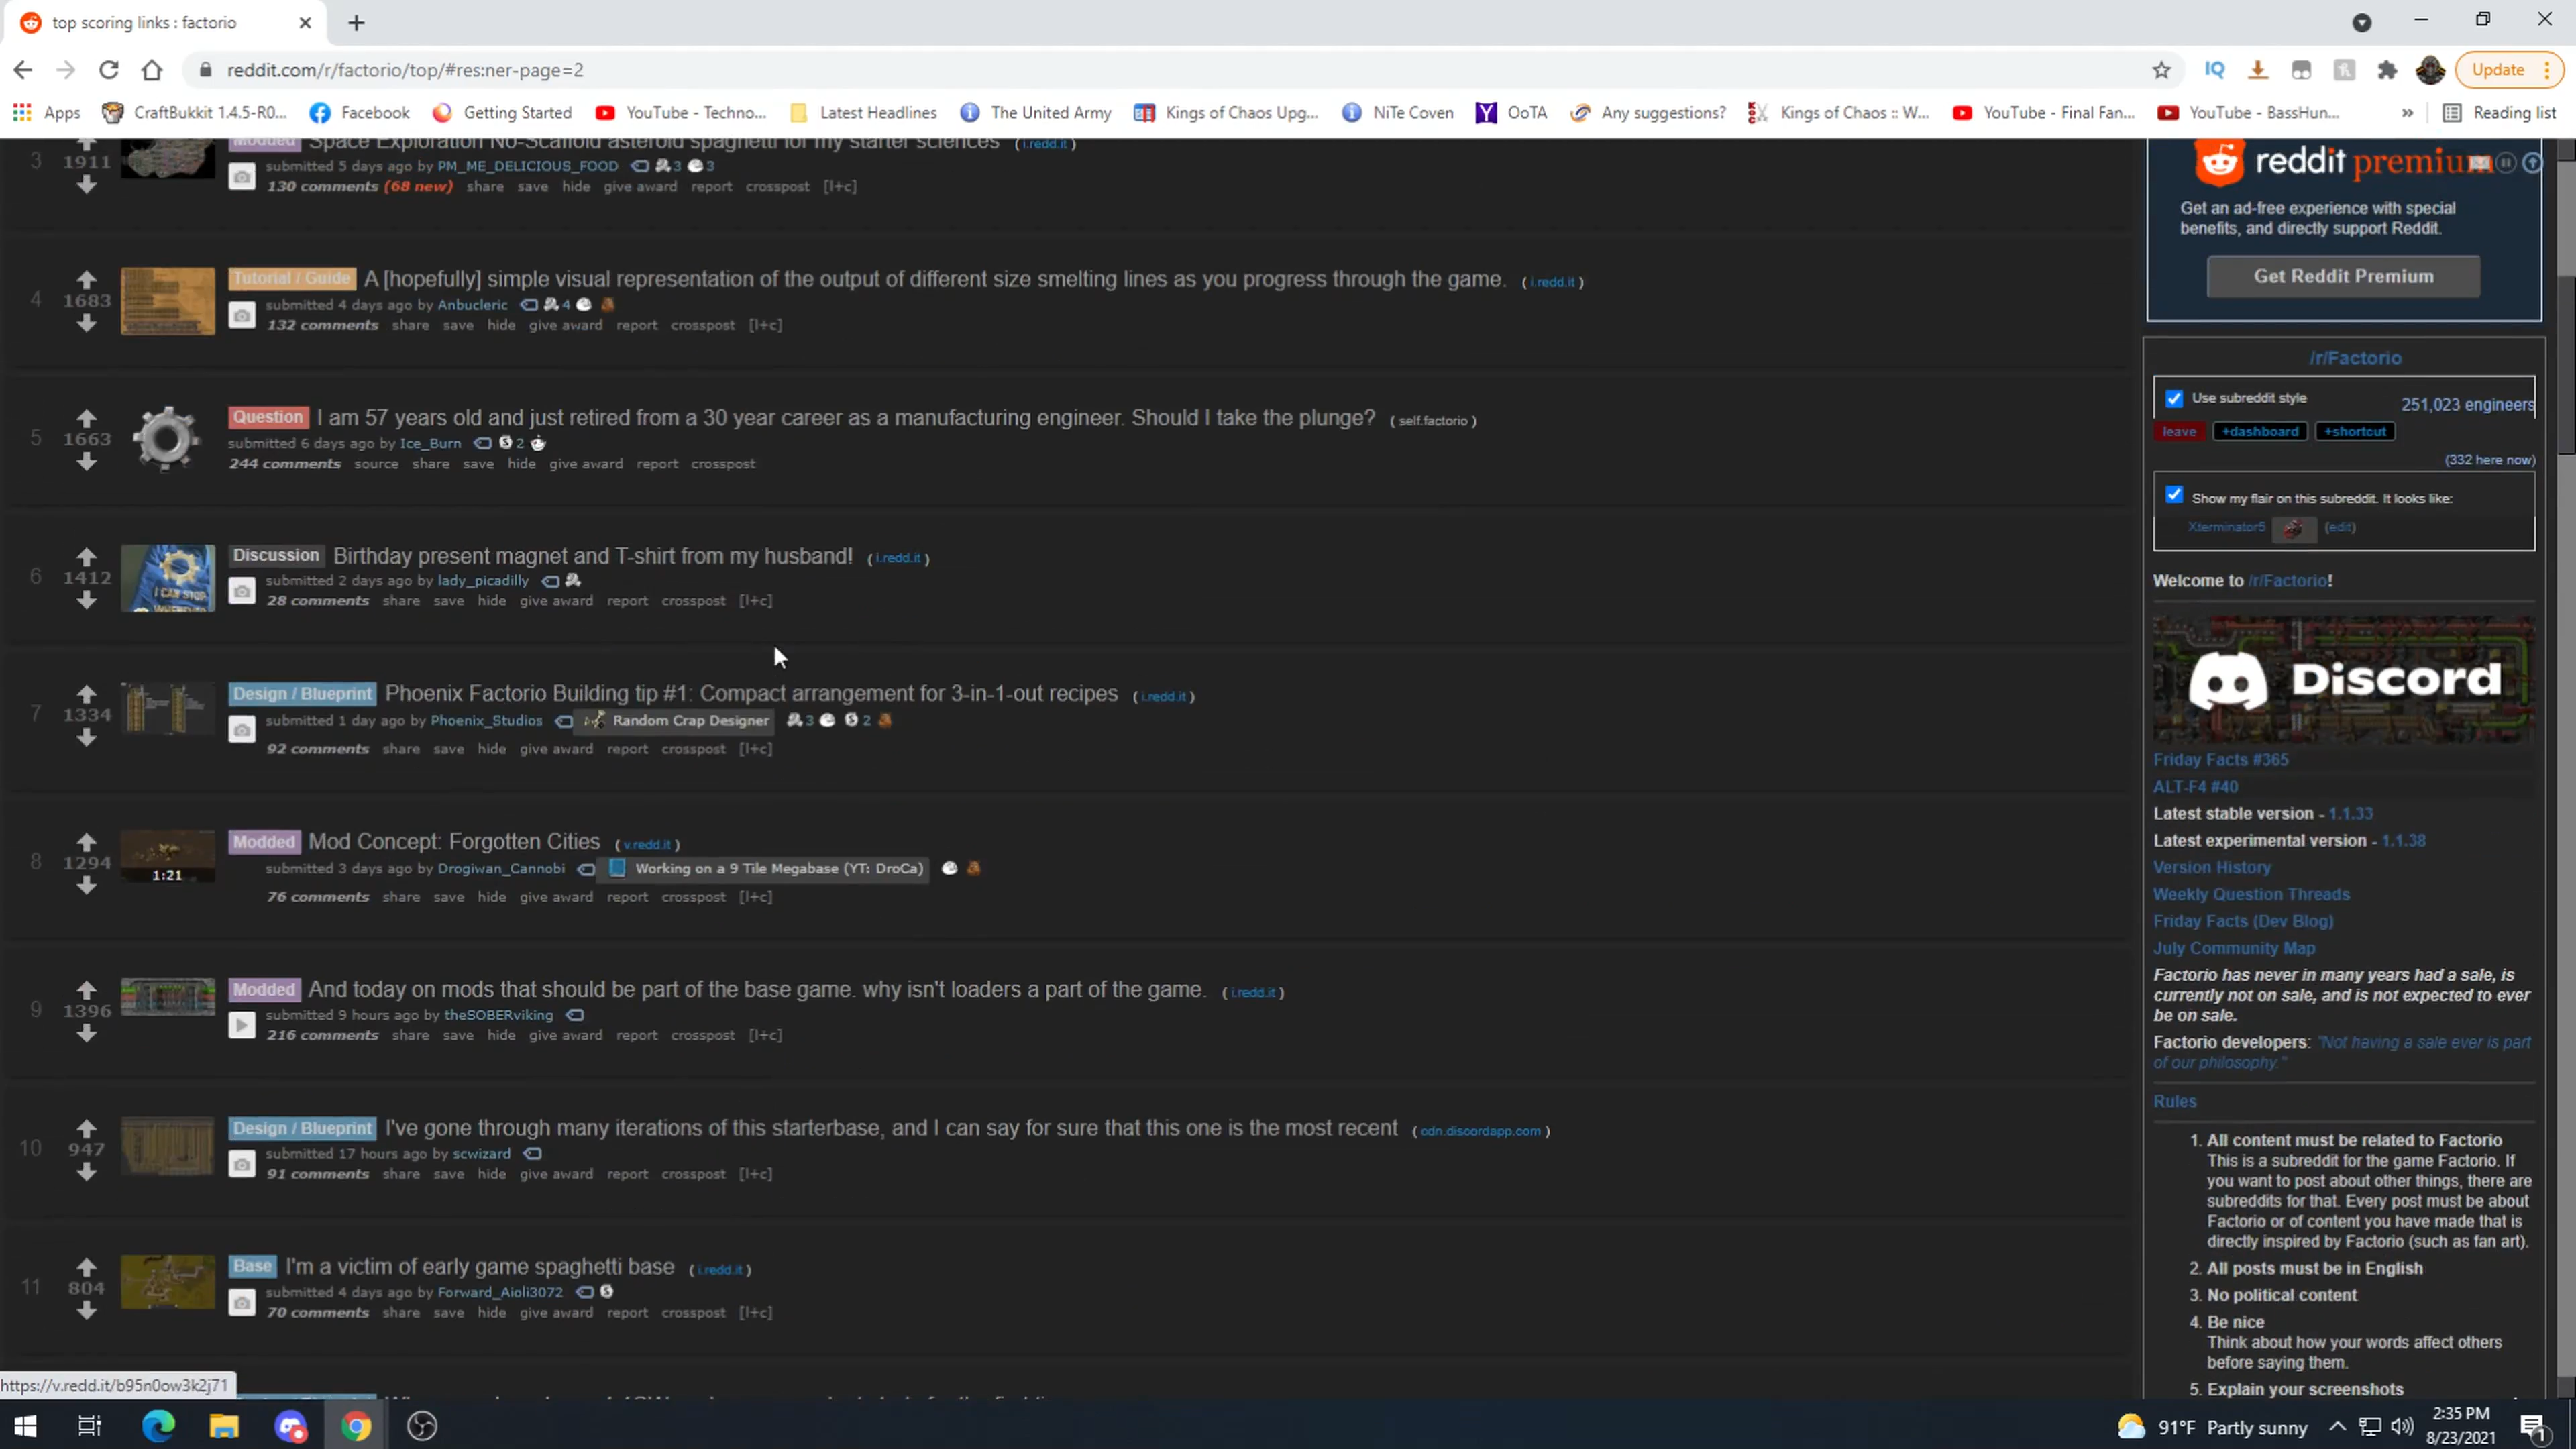 top scoring links : factorio
reddit.com/r/factorio/top/#res:ner-page=2
Update
Apps
CraftBukkit 1.4.5-R0...
Facebook
Getting Started
YouTube - Techno...
Latest Headlines
The United Army
Kings of Chaos Upg...
NiTe Coven
OoTA
Any suggestions?
Kings of Chaos :: W...
YouTube - Final Fan...
YouTube - BassHun...
»
Reading list
3
1911
Modded Space Exploration No-Scaffold asteroid spaghetti for my starter sciences (i.redd.it)
submitted 5 days ago by PM_ME_DELICIOUS_FOOD 3 3
130 comments (68 new) share save hide give award report crosspost [l+c]
4
1683
Tutorial / Guide A [hopefully] simple visual representation of the output of different size smelting lines as you progress through the game. (i.redd.it)
submitted 4 days ago by Anbucleric 4
132 comments share save hide give award report crosspost [l+c]
5
1663
Question I am 57 years old and just retired from a 30 year career as a manufacturing engineer. Should I take the plunge? (self.factorio)
submitted 6 days ago by Ice_Burn 2
244 comments source share save hide give award report crosspost
6
1412
I CAN STOP
Discussion Birthday present magnet and T-shirt from my husband! (i.redd.it)
submitted 2 days ago by lady_picadilly
28 comments share save hide give award report crosspost [l+c]
7
1334
Design / Blueprint Phoenix Factorio Building tip #1: Compact arrangement for 3-in-1-out recipes (i.redd.it)
submitted 1 day ago by Phoenix_Studios Random Crap Designer 3 2
92 comments share save hide give award report crosspost [l+c]
8
1294
1:21
Modded Mod Concept: Forgotten Cities (v.redd.it)
submitted 3 days ago by Drogiwan_Cannobi Working on a 9 Tile Megabase (YT: DroCa)
76 comments share save hide give award report crosspost [l+c]
9
1396
Modded And today on mods that should be part of the base game. why isn't loaders a part of the game. (i.redd.it)
submitted 9 hours ago by theSOBERviking
216 comments share save hide give award report crosspost [l+c]
10
947
Design / Blueprint I've gone through many iterations of this starterbase, and I can say for sure that this one is the most recent (cdn.discordapp.com)
submitted 17 hours ago by scwizard
91 comments share save hide give award report crosspost [l+c]
11
804
Base I'm a victim of early game spaghetti base (i.redd.it)
submitted 4 days ago by Forward_Aioli3072
70 comments share save hide give award report crosspost [l+c]
https://v.redd.it/b95n0ow3k2j71
reddit premium
Get an ad-free experience with special
benefits, and directly support Reddit.
Get Reddit Premium
/r/Factorio
Use subreddit style
251,023 engineers
leave +dashboard +shortcut
(332 here now)
Show my flair on this subreddit. It looks like:
Xterminator5 (edit)
Welcome to /r/Factorio!
Discord
Friday Facts #365
ALT-F4 #40
Latest stable version - 1.1.33
Latest experimental version - 1.1.38
Version History
Weekly Question Threads
Friday Facts (Dev Blog)
July Community Map
Factorio has never in many years had a sale, is
currently not on sale, and is not expected to ever
be on sale.
Factorio developers: "Not having a sale ever is part
of our philosophy."
Rules
1. All content must be related to Factorio
This is a subreddit for the game Factorio. If
you want to post about other things, there are
subreddits for that. Every post must be about
Factorio or of content you have made that is
directly inspired by Factorio (such as fan art).
2. All posts must be in English
3. No political content
4. Be nice
Think about how your words affect others
before saying them.
5. Explain your screenshots
91°F Partly sunny
2:35 PM
8/23/2021
1